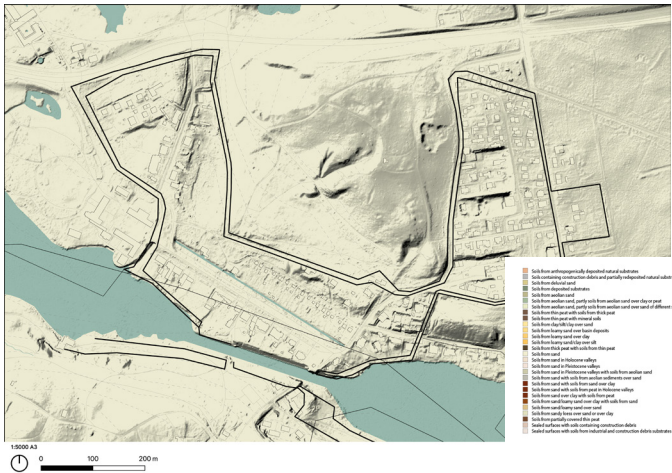 Soils from anthropogenically deposited natural substrates
Soils containing construction debris and partially redeposited natural subst
Soils from deluvial sand
Soils from deposited substrates
Soils from aeolian sand
Soils from aeolian sand, partly soils from aeolian sand over clay or peat
Soils from aeolian sand, partly soils from aeolian sand over sand of different
Soils from thin peat with soils from thick peat
Soils from thin peat with mineral soils
Soils from clay/silt/clay over sand
Soils from loamy sand over basin deposits
Soils from loamy sand over clay
Soils from loamy sand/clay over silt
Soils from thick peat with soils from thin peat
Soils from sand
Soils from sand in Holocene valleys
Soils from sand in Pleistocene valleys
Soils from sand in Pleistocene valleys with soils from aeolian sand
Soils from sand with soils from aeolian sediments over sand
Soils from sand with soils from sand over clay
Soils from sand with soils from peat in Holocene valleys
Soils from sand over clay with soils from peat
Soils from sand/loamy sand over clay with soils from sand
Soils from sand/loamy sand over sand
Soils from sandy loess over sand or over clay
Soils from partially covered thin peat
Sealed surfaces with soils containing construction debris
Sealed surfaces with soils from industrial and construction debris substrates
1:5000 A3
0 100 200 m